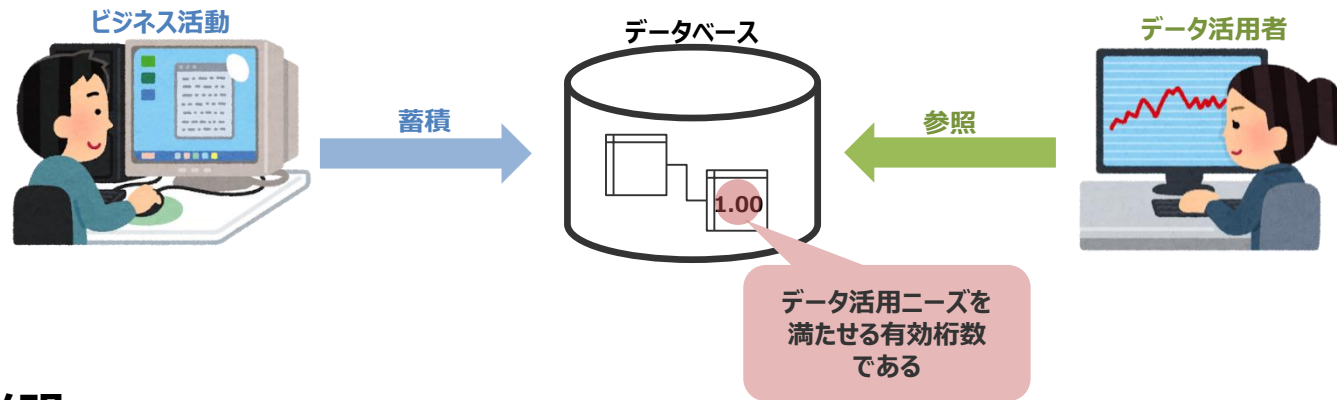 ビジネス活動
データベース
データ活用者
蓄積
参照
1.00
データ活用ニーズを
満たせる有効桁数
である